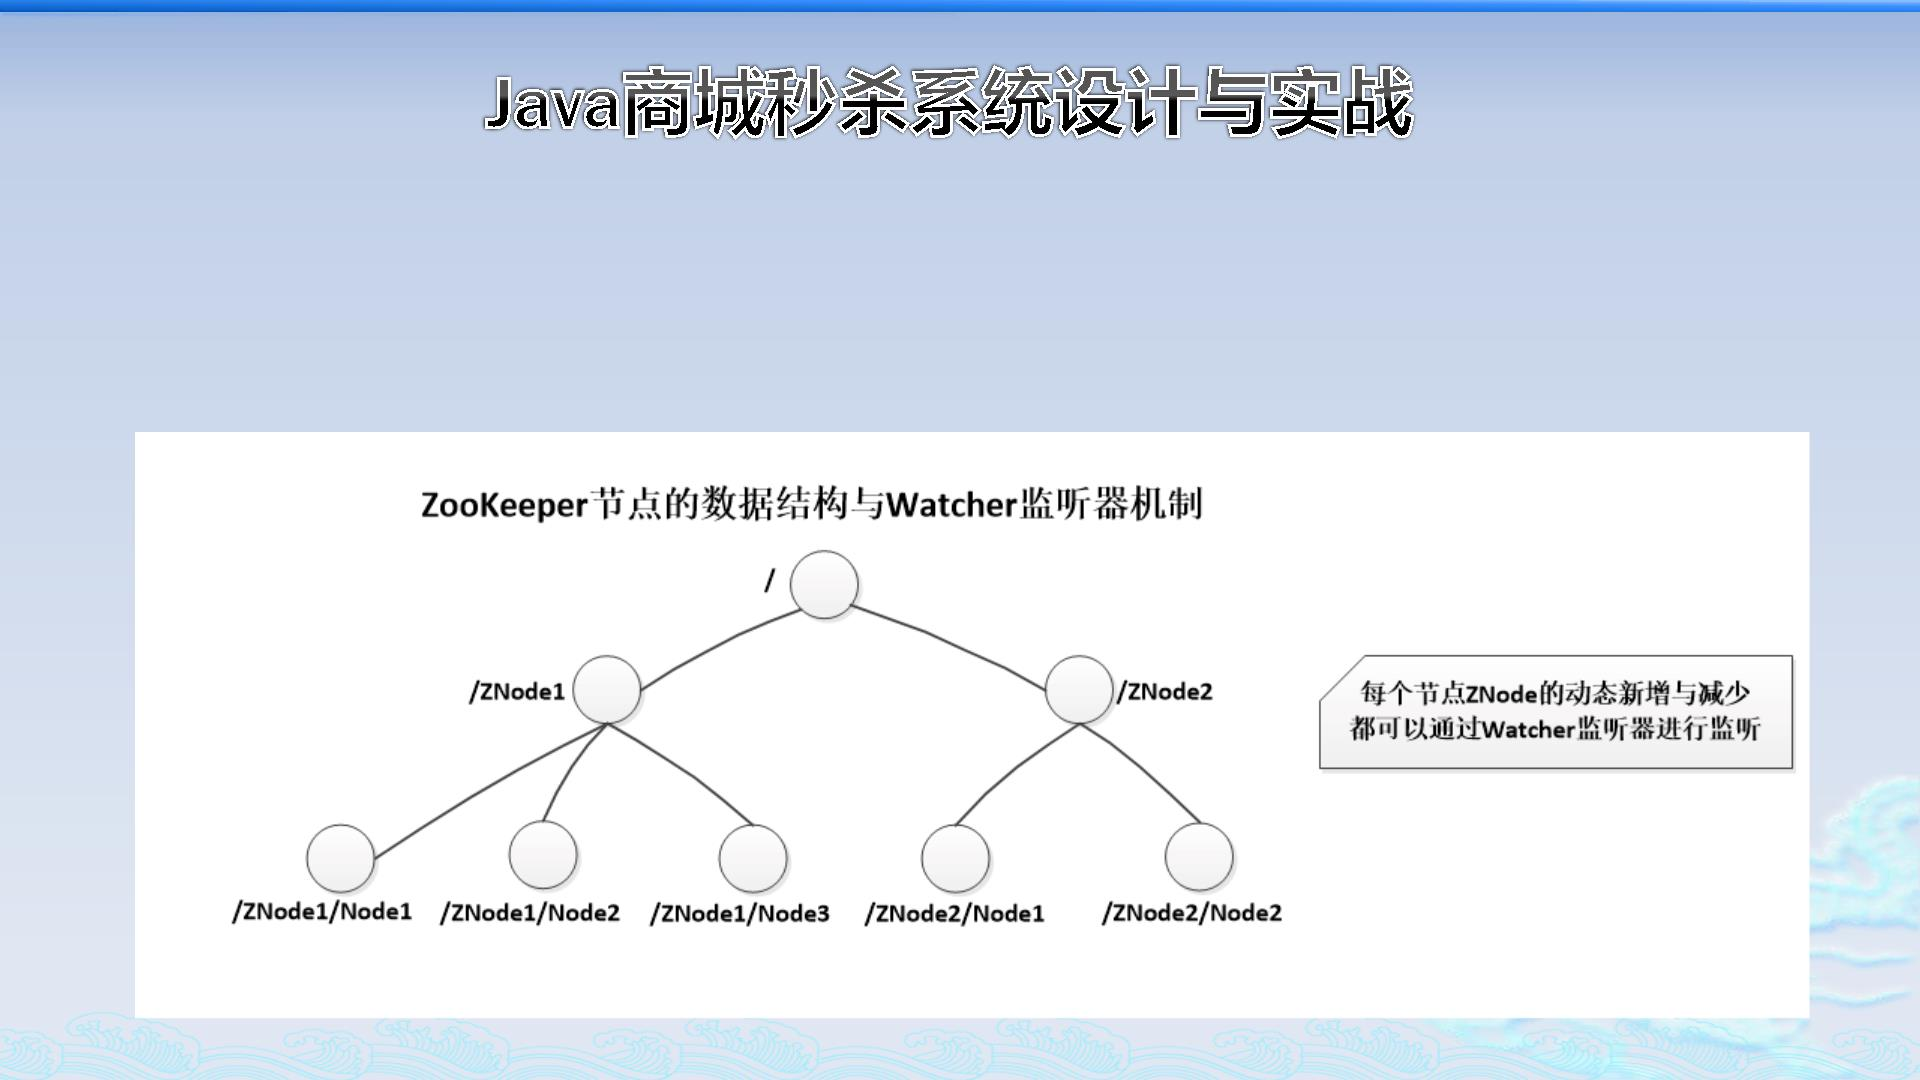 Java商城秒杀系统设计与实战
ZooKeeper节点的数据结构与Watcher监听器机制
/
/ZNode1
/ZNode2
每个节点ZNode的动态新增与减少
都可以通过Watcher监听器进行监听
/ZNode1/Node1
/ZNode1/Node2
/ZNode1/Node3
/ZNode2/Node1
/ZNode2/Node2